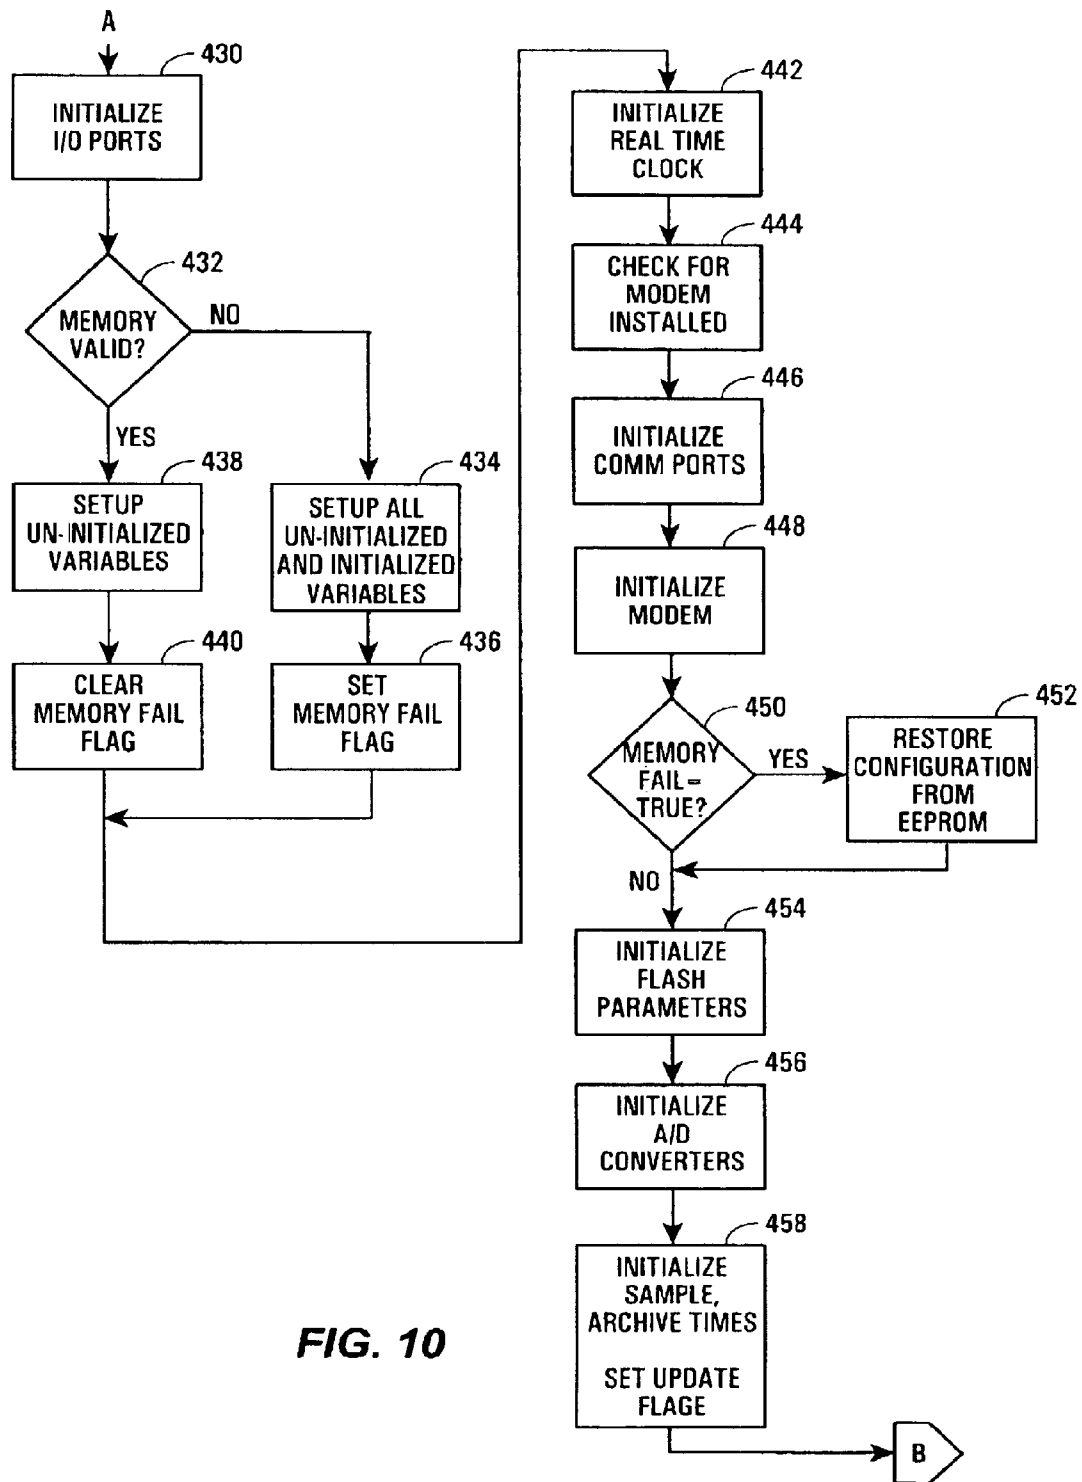 A
430
INITIALIZE
I/O PORTS
432
MEMORY
VALID?
NO
YES
438
SETUP
UN-INITIALIZED
VARIABLES
434
SETUP ALL
UN-INITIALIZED
AND INITIALIZED
VARIABLES
440
CLEAR
MEMORY FAIL
FLAG
436
SET
MEMORY FAIL
FLAG
442
INITIALIZE
REAL TIME
CLOCK
444
CHECK FOR
MODEM
INSTALLED
446
INITIALIZE
COMM PORTS
448
INITIALIZE
MODEM
450
MEMORY
FAIL=
TRUE?
YES
452
RESTORE
CONFIGURATION
FROM
EEPROM
NO
454
INITIALIZE
FLASH
PARAMETERS
456
INITIALIZE
A/D
CONVERTERS
458
INITIALIZE
SAMPLE,
ARCHIVE TIMES
SET UPDATE
FLAGE
B
FIG. 10